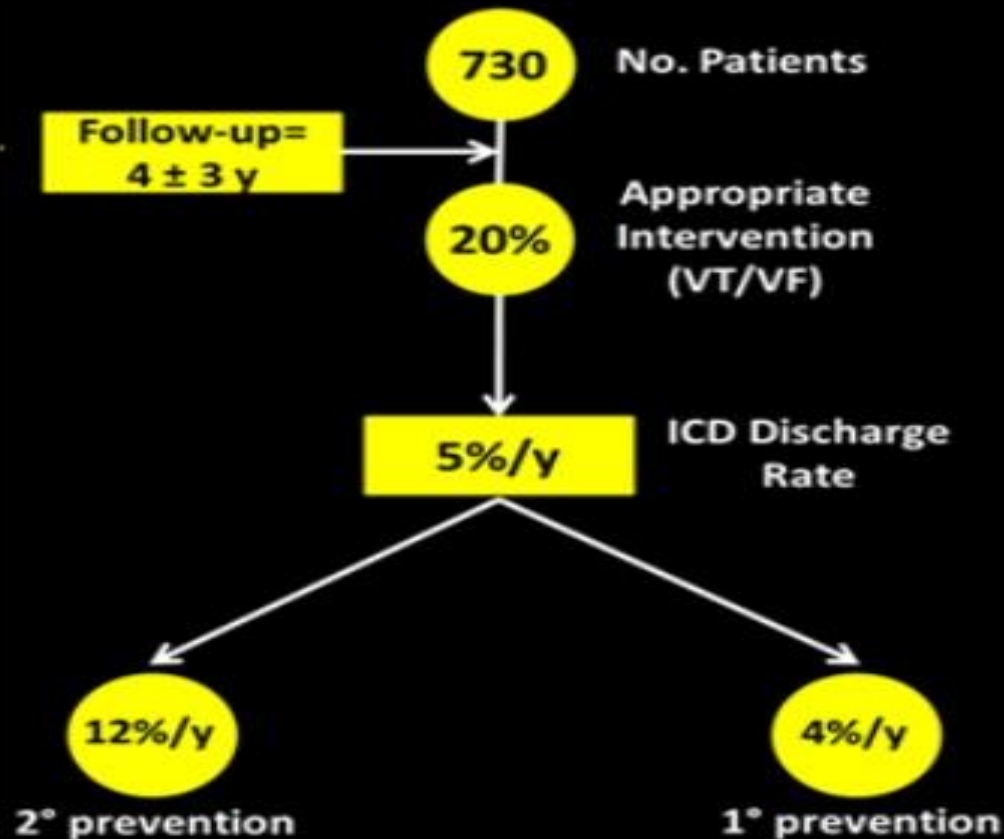 730
No. Patients
Follow-up=
4 ± 3 y
20%
Appropriate
Intervention
(VT/VF)
5%/y
ICD Discharge
Rate
12%/y
2° prevention
4%/y
1° prevention